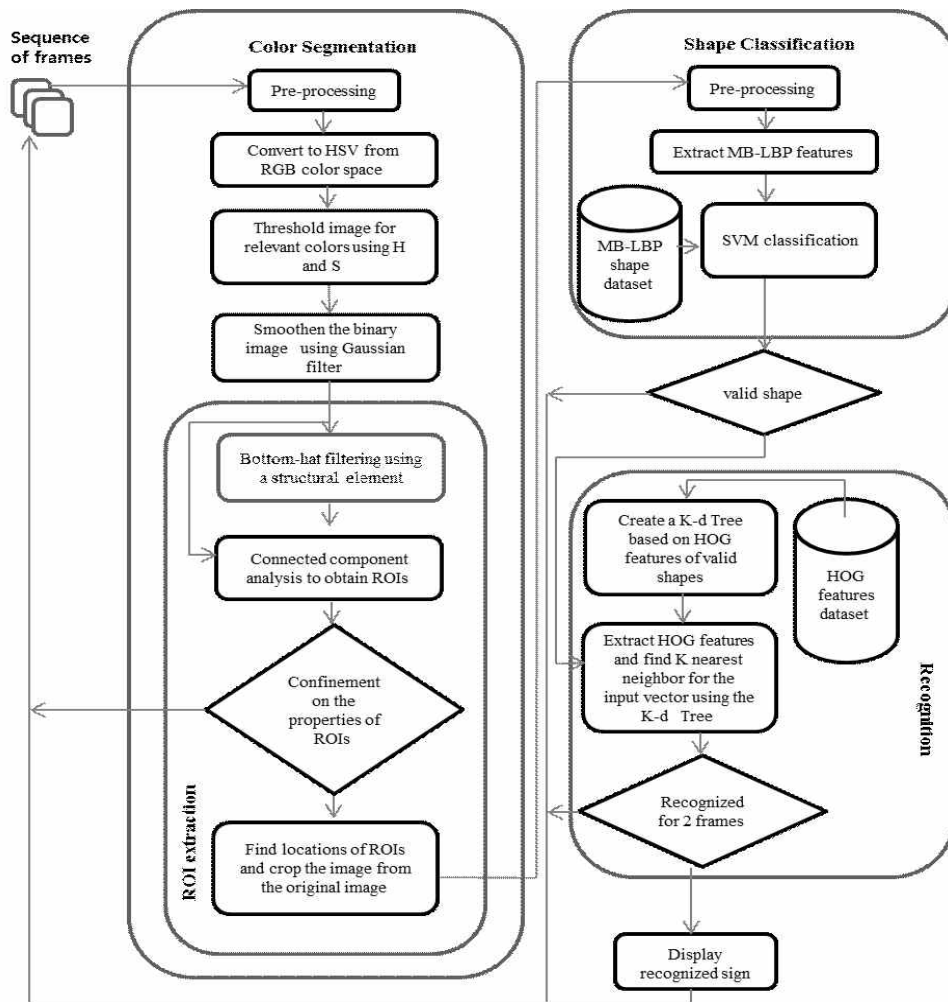 Sequence
of frames
Color Segmentation
Pre-processing
Convert to HSV from
RGB color space
Threshold image for
relevant colors using H
and S
Smoothen the binary
image using Gaussian
filter
Bottom-hat filtering using
a structural element
Connected component
analysis to obtain ROIs
Confinement
on the
properties of
ROIs
Find locations of ROIs
and crop the image from
the original image
ROI extraction
Shape Classification
Pre-processing
Extract MB-LBP features
MB-LBP
shape
dataset
SVM classification
valid shape
Create a K-d Tree
based on HOG
features of valid
shapes
HOG
features
dataset
Extract HOG features
and find K nearest
neighbor for the
input vector using the
K-d Tree
Recognition
Recognized
for 2 frames
Display
recognized sign